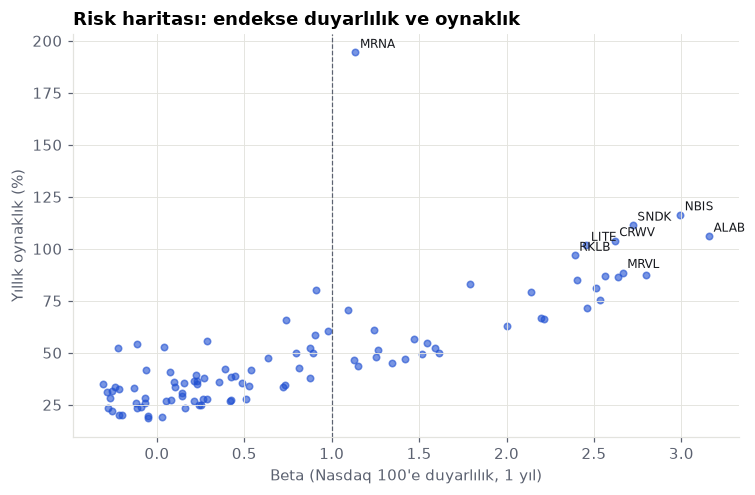 Risk haritası: endekse duyarlılık ve oynaklık
200
175
150
125
100
75
50
25
Yıllık oynaklık (%)
MRNA
NBIS
SNDK
ALAB
CRWV
LITE
RKLB
MRVL
0.0 0.5 1.0 1.5 2.0 2.5 3.0
Beta (Nasdaq 100'e duyarlılık, 1 yıl)